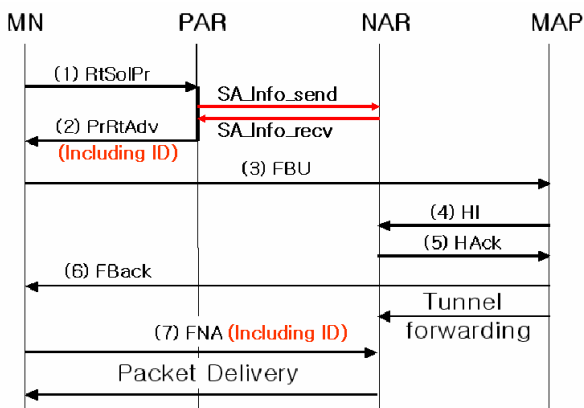 MN PAR NAR MAP
(1) RtSolPr
SA_Info_send
(2) PrRtAdv
SA_Info_recv
(Including ID)
(3) FBU
(4) HI
(5) HAck
(6) FBack
Tunnel
forwarding
(7) FNA (Including ID)
Packet Delivery